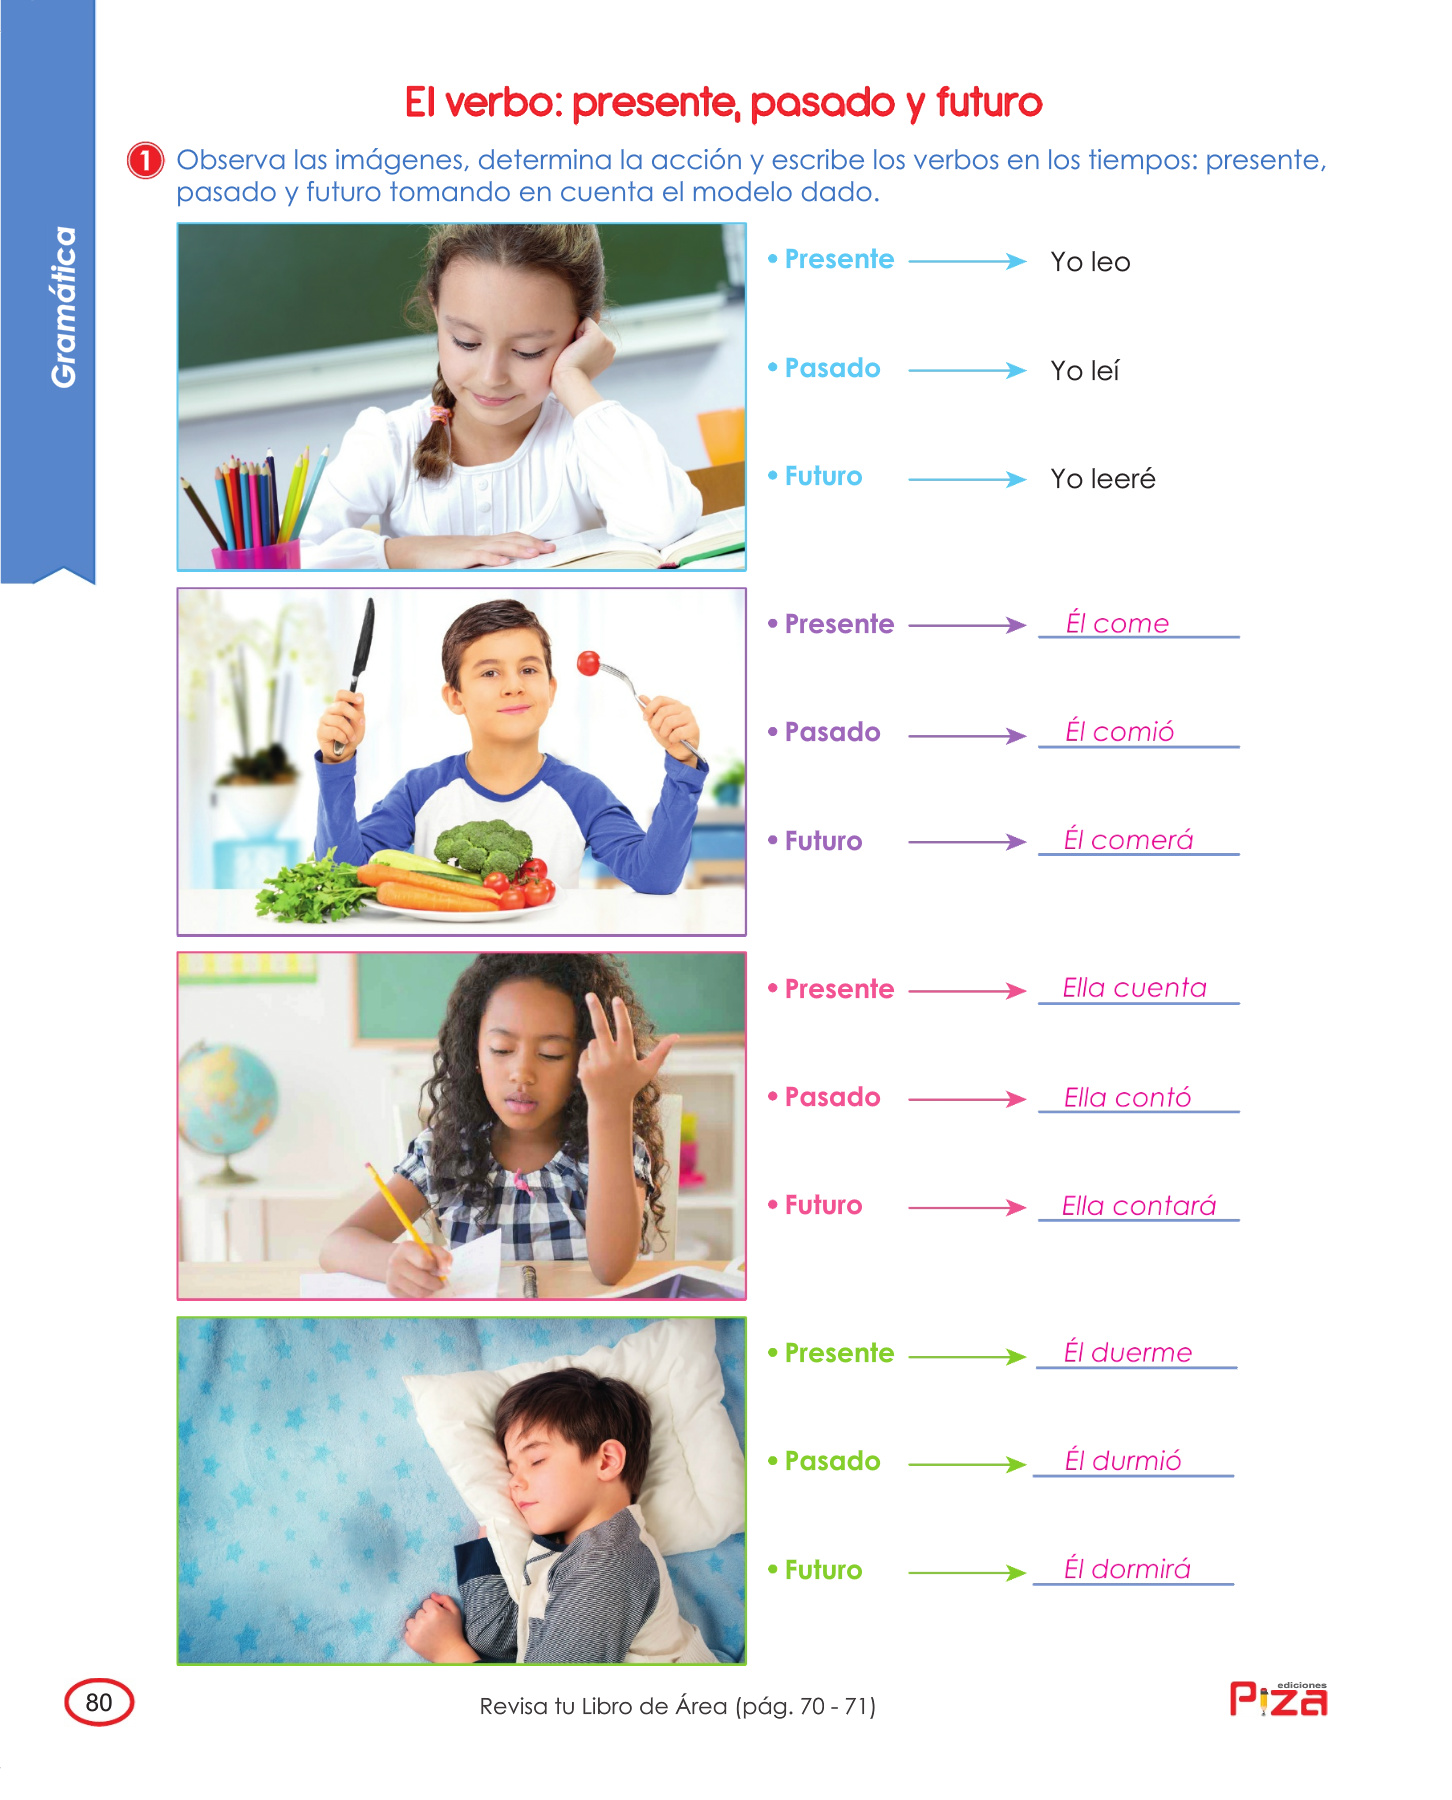 Gramática
El verbo: presente, pasado y futuro
1 Observa las imágenes, determina la acción y escribe los verbos en los tiempos: presente,
pasado y futuro tomando en cuenta el modelo dado.
• Presente Yo leo
• Pasado Yo leí
• Futuro Yo leeré
• Presente Él come
• Pasado Él comió
• Futuro Él comerá
• Presente Ella cuenta
• Pasado Ella contó
• Futuro Ella contará
• Presente Él duerme
• Pasado Él durmió
• Futuro Él dormirá
80
Revisa tu Libro de Área (pág. 70 - 71)
ediciones
Piza